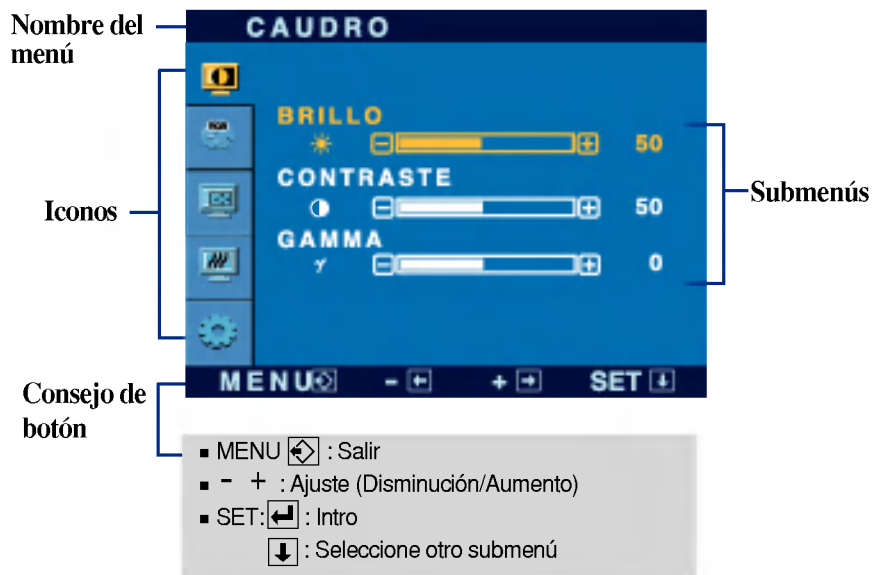 Nombre del
menú
CAUDRO
BRILLO
50
CONTRASTE
50
GAMMA
γ
0
Iconos
Submenús
Consejo de
botón
MENU - + SET
▪ MENU : Salir
▪ - + : Ajuste (Disminución/Aumento)
▪ SET: : Intro
: Seleccione otro submenú